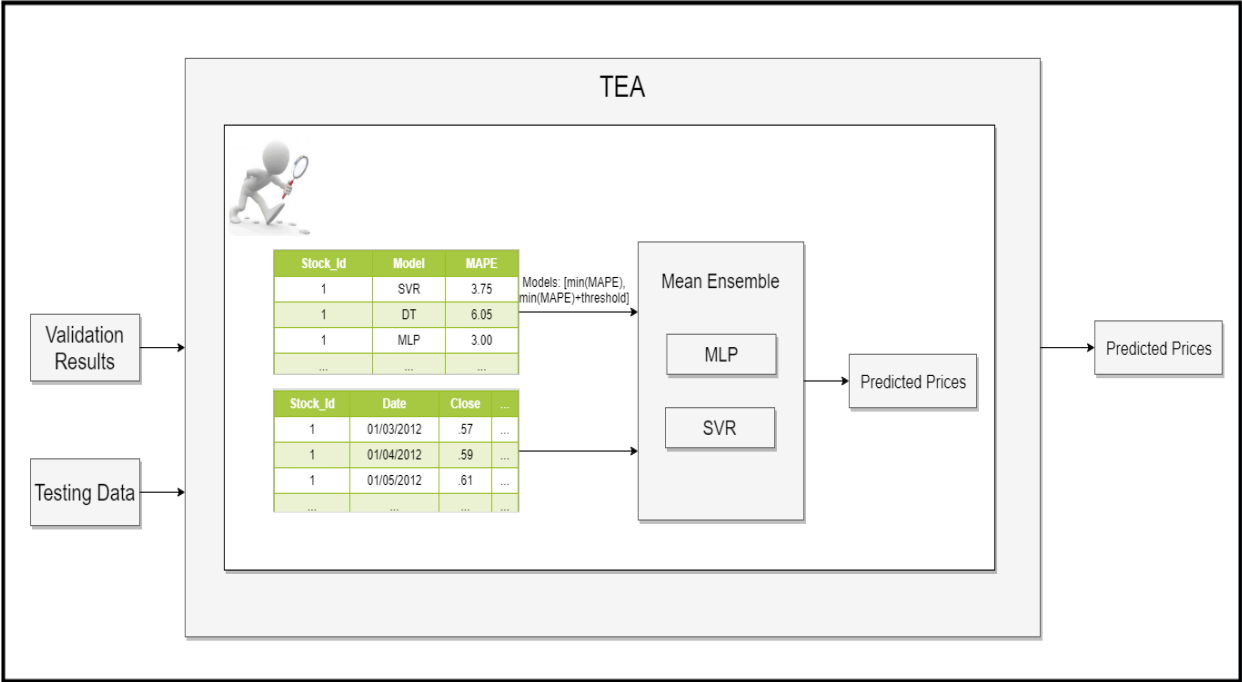 TEA
Stock_Id Model MAPE
1 SVR 3.75
1 DT 6.05
1 MLP 3.00
... ... ...
Models: [min(MAPE),
min(MAPE)+threshold]
Stock_Id Date Close ...
1 01/03/2012 .57 ...
1 01/04/2012 .59 ...
1 01/05/2012 .61 ...
... ... ... ...
Validation
Results
Testing Data
Mean Ensemble
MLP
SVR
Predicted Prices
Predicted Prices